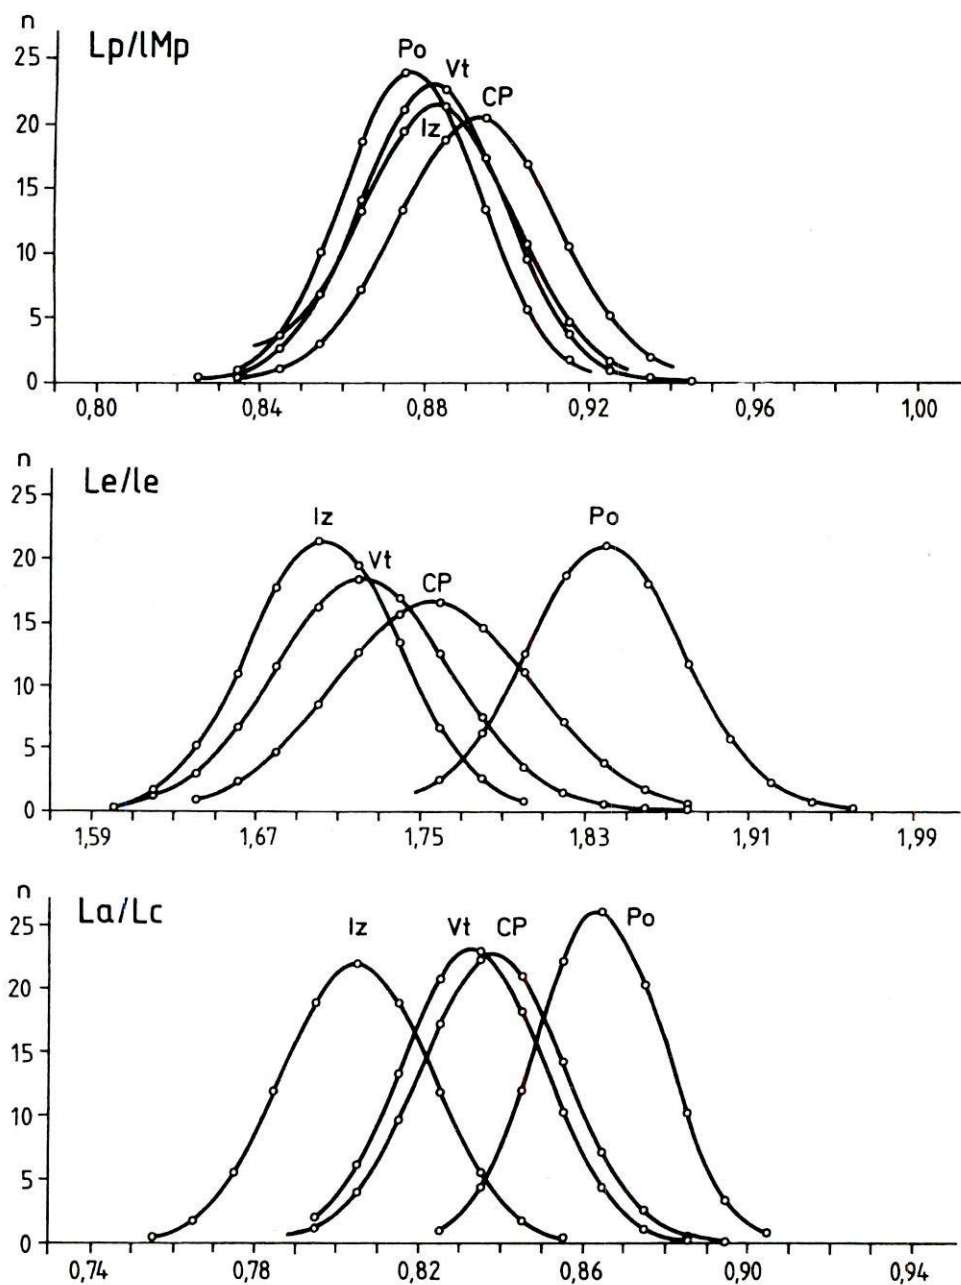 n
Lp/lMp
25
20
15
10
5
0
Po
Vt
CP
Iz
0,80 0,84 0,88 0,92 0,96 1,00
n
Le/le
25
20
15
10
5
0
Iz
Vt
CP
Po
1,59 1,67 1,75 1,83 1,91 1,99
n
La/Lc
25
20
15
10
5
0
Iz
Vt
CP
Po
0,74 0,78 0,82 0,86 0,90 0,94